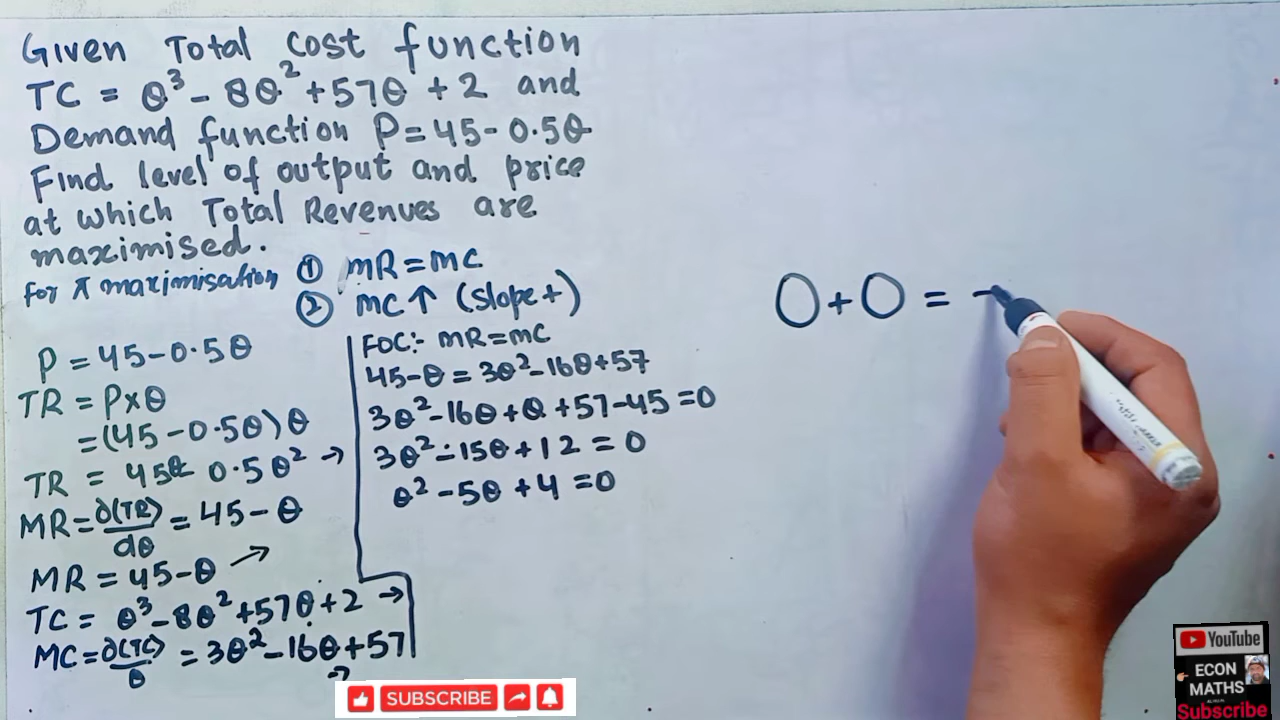 Given Total Cost function
TC = Q³ - 8Q² + 57Q + 2 and
Demand function P = 45 - 0.5Q
Find level of output and price
at which Total Revenues are
maximised.
For π maximisation ① MR = MC
② MC ↑ (slope +)
P = 45 - 0.5Q
TR = P × Q
= (45 - 0.5Q) Q
TR = 45Q - 0.5Q² →
MR = ∂(TR)/dQ = 45 - Q
MR = 45 - Q →
TC = Q³ - 8Q² + 57Q + 2 →
MC = ∂(TC)/Q = 3Q² - 16Q + 57 →
FOC:- MR = MC
45 - Q = 3Q² - 16Q + 57
3Q² - 16Q + Q + 57 - 45 = 0
3Q² - 15Q + 12 = 0
Q² - 5Q + 4 = 0
O + O = -
SUBSCRIBE
YouTube
ECON
MATHS
Subscribe